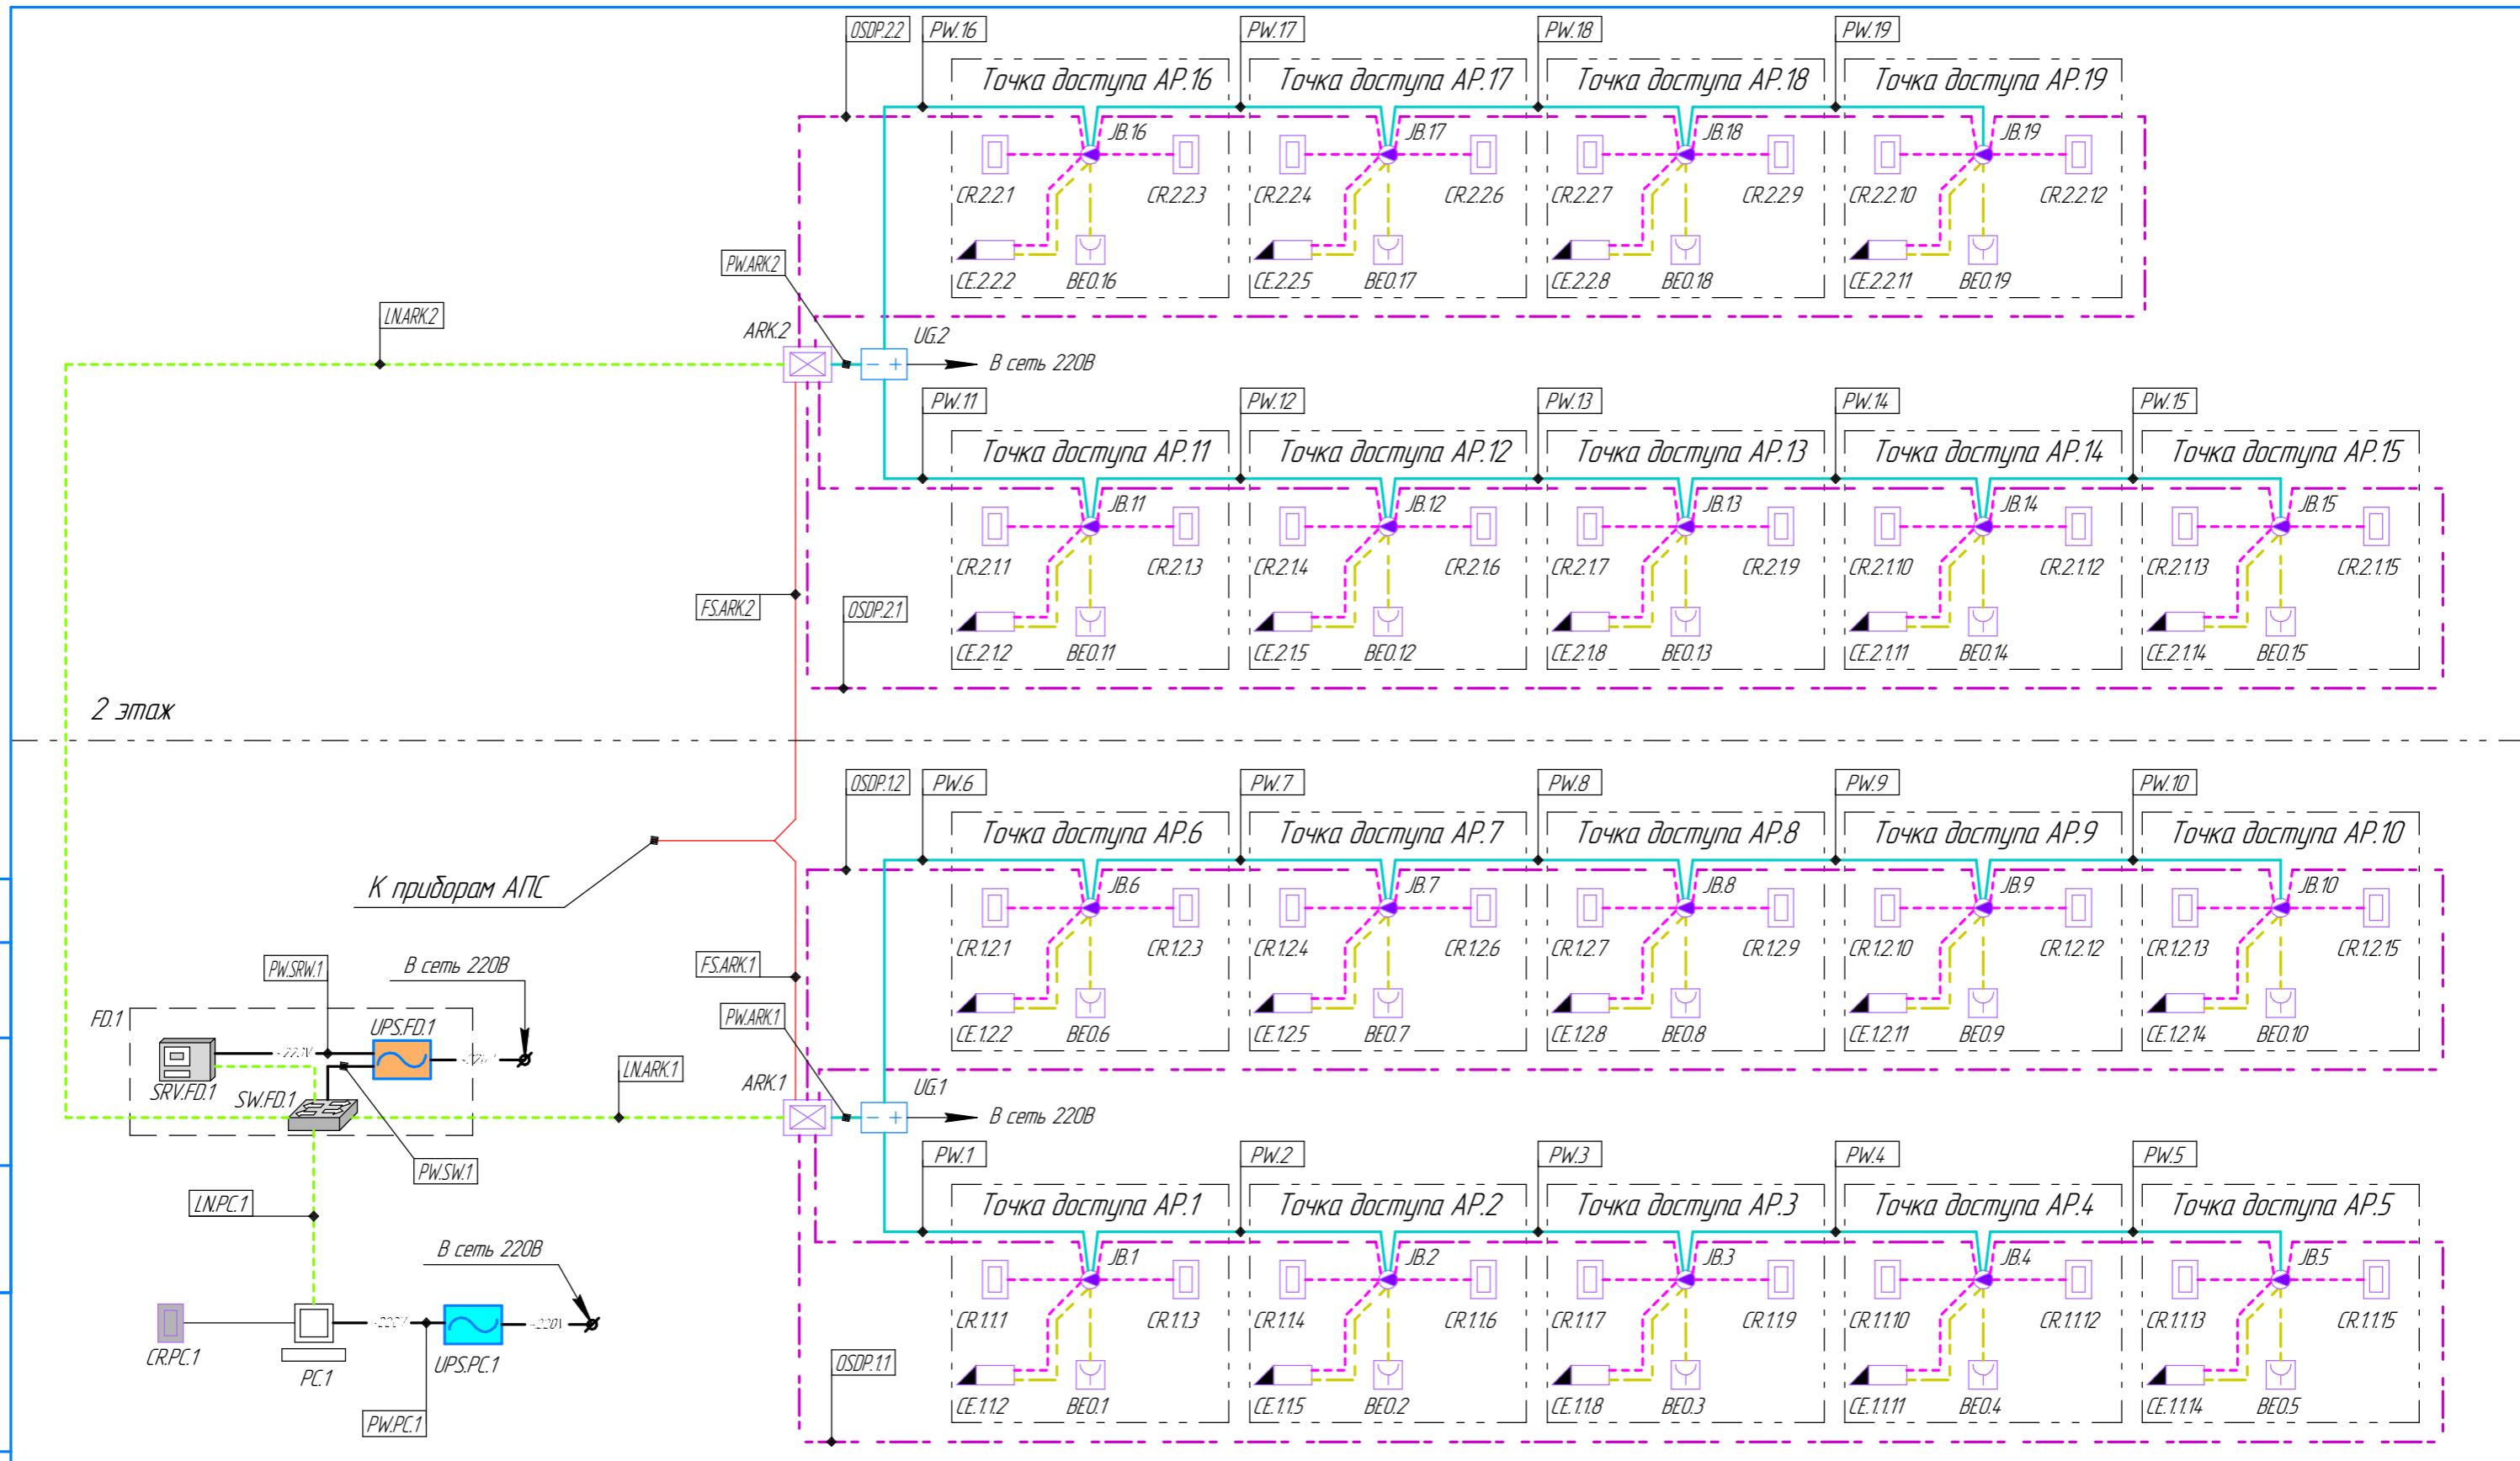 OSDP.2.2
PW.16
PW.17
PW.18
PW.19
Точка доступа AP.16
Точка доступа AP.17
Точка доступа AP.18
Точка доступа AP.19
JB.16
JB.17
JB.18
JB.19
CR.2.2.1
CR.2.2.3
CR.2.2.4
CR.2.2.6
CR.2.2.7
CR.2.2.9
CR.2.2.10
CR.2.2.12
CE.2.2.2
BEO.16
CE.2.2.5
BEO.17
CE.2.2.8
BEO.18
CE.2.2.11
BEO.19
PW.ARK.2
LN.ARK.2
ARK.2
UG.2
В сеть 220В
PW.11
PW.12
PW.13
PW.14
PW.15
Точка доступа AP.11
Точка доступа AP.12
Точка доступа AP.13
Точка доступа AP.14
Точка доступа AP.15
JB.11
JB.12
JB.13
JB.14
JB.15
CR.2.1.1
CR.2.1.3
CR.2.1.4
CR.2.1.6
CR.2.1.7
CR.2.1.9
CR.2.1.10
CR.2.1.12
CR.2.1.13
CR.2.1.15
FS.ARK.2
OSDP.2.1
CE.2.1.2
BEO.11
CE.2.1.5
BEO.12
CE.2.1.8
BEO.13
CE.2.1.11
BEO.14
CE.2.1.14
BEO.15
2 этаж
OSDP.1.2
PW.6
PW.7
PW.8
PW.9
PW.10
Точка доступа AP.6
Точка доступа AP.7
Точка доступа AP.8
Точка доступа AP.9
Точка доступа AP.10
К приборам АПС
JB.6
JB.7
JB.8
JB.9
JB.10
CR.1.2.1
CR.1.2.3
CR.1.2.4
CR.1.2.6
CR.1.2.7
CR.1.2.9
CR.1.2.10
CR.1.2.12
CR.1.2.13
CR.1.2.15
PW.SRW.1
В сеть 220В
FS.ARK.1
PW.ARK.1
CE.1.2.2
BEO.6
CE.1.2.5
BEO.7
CE.1.2.8
BEO.8
CE.1.2.11
BEO.9
CE.1.2.14
BEO.10
FD.1
UPS.FD.1
SRV.FD.1
SW.FD.1
LN.ARK.1
ARK.1
UG.1
В сеть 220В
PW.SW.1
LN.PC.1
PW.1
PW.2
PW.3
PW.4
PW.5
Точка доступа AP.1
Точка доступа AP.2
Точка доступа AP.3
Точка доступа AP.4
Точка доступа AP.5
В сеть 220В
JB.1
JB.2
JB.3
JB.4
JB.5
CR.1.1.1
CR.1.1.3
CR.1.1.4
CR.1.1.6
CR.1.1.7
CR.1.1.9
CR.1.1.10
CR.1.1.12
CR.1.1.13
CR.1.1.15
~220V
CR.PC.1
PC.1
UPS.PC.1
OSDP.1.1
PW.PC.1
CE.1.1.2
BEO.1
CE.1.1.5
BEO.2
CE.1.1.8
BEO.3
CE.1.1.11
BEO.4
CE.1.1.14
BEO.5